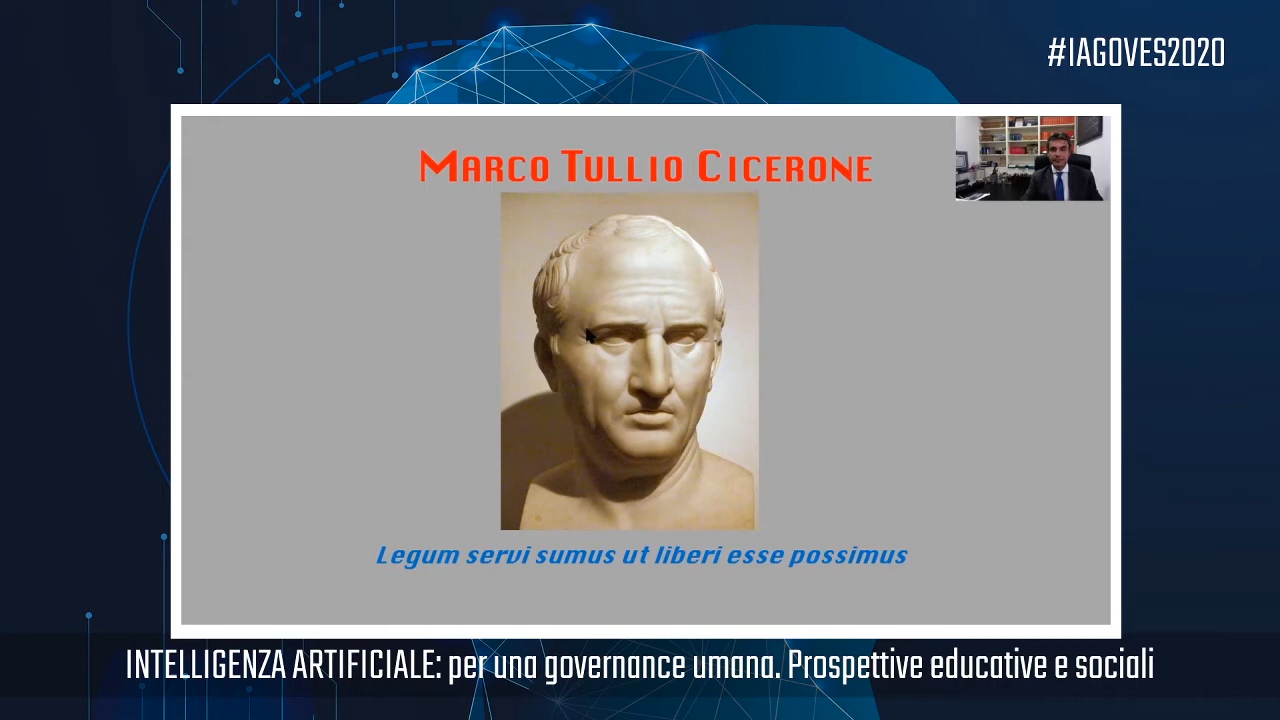 #IAGOVES2020
MARCO TULLIO CICERONE
Legum servi sumus ut liberi esse possimus
INTELLIGENZA ARTIFICIALE: per una governance umana. Prospettive educative e sociali